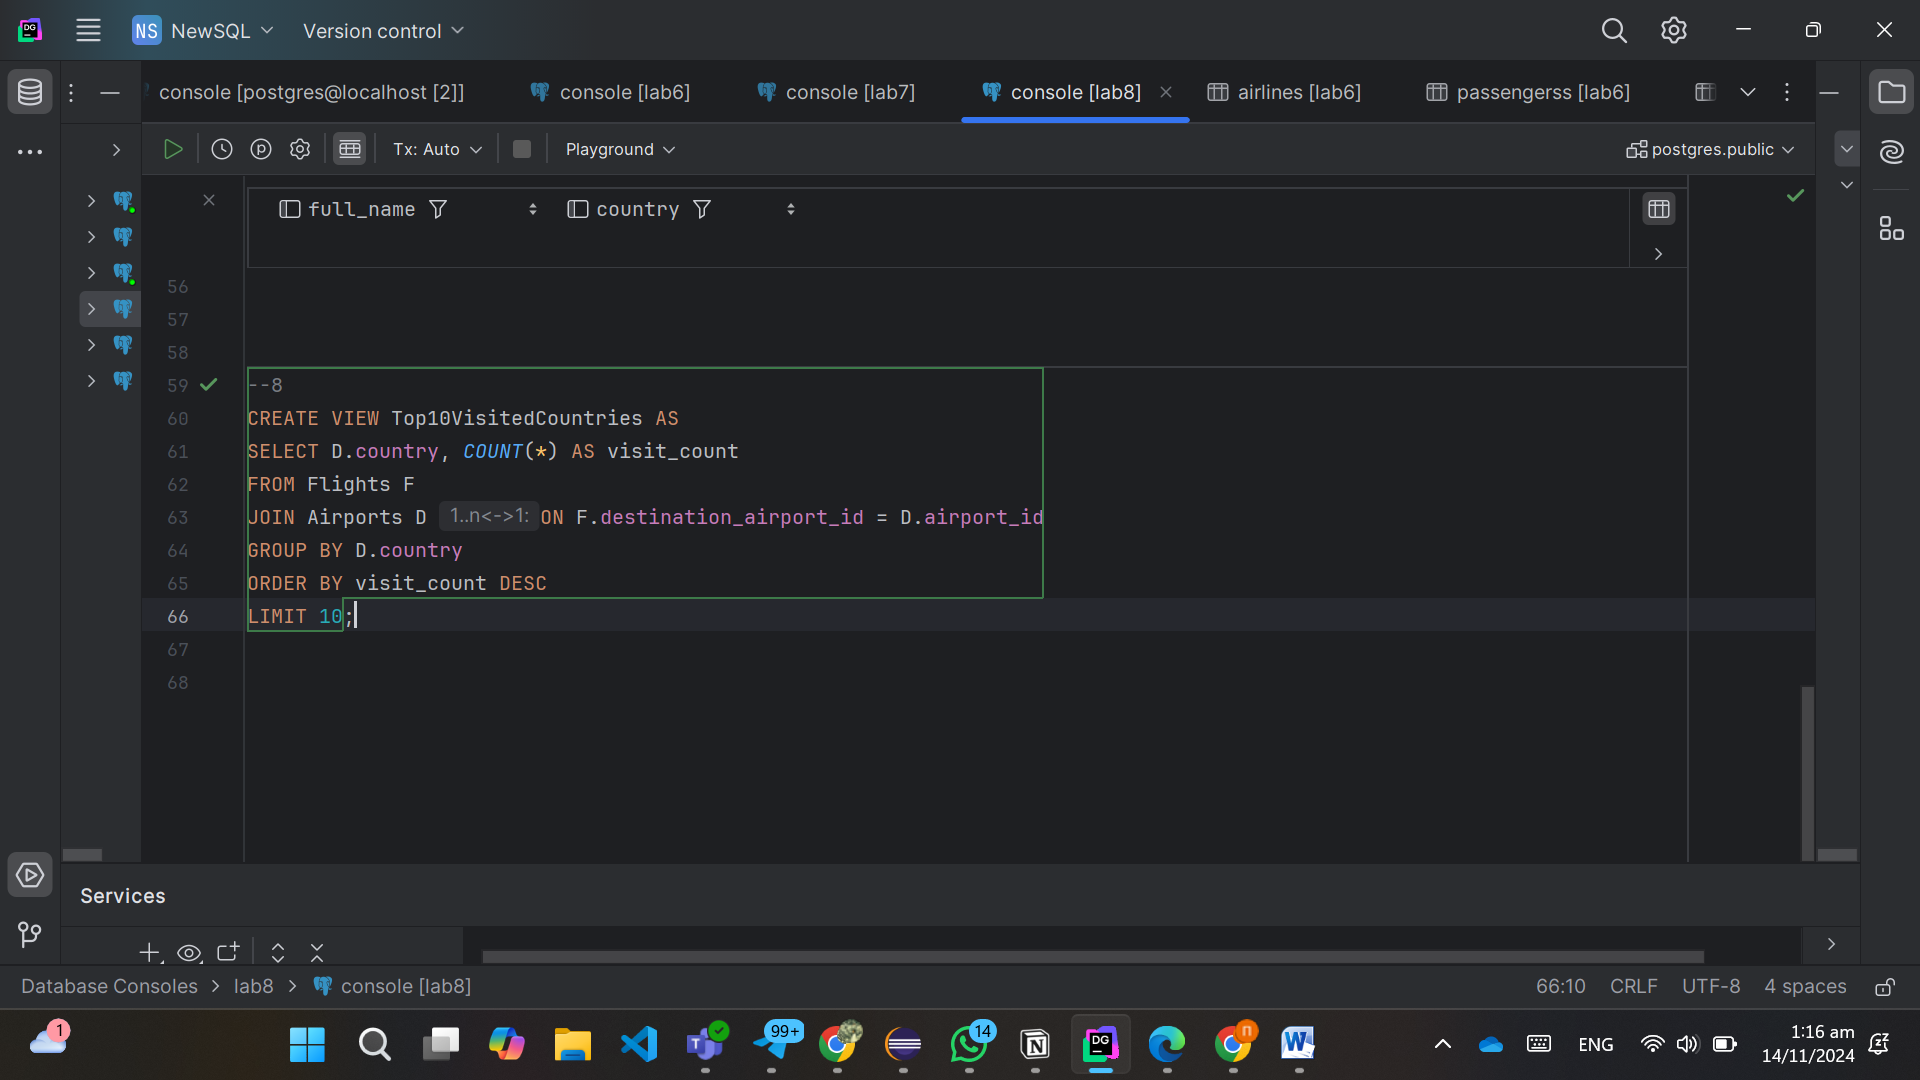 DG
NS NewSQL Version control
console [postgres@localhost [2]] console [lab6] console [lab7] console [lab8] airlines [lab6] passengerss [lab6]
Tx: Auto Playground postgres.public
full_name country
56
57
58
59 --8
60 CREATE VIEW Top10VisitedCountries AS
61 SELECT D.country, COUNT(*) AS visit_count
62 FROM Flights F
63 JOIN Airports D 1..n<->1: ON F.destination_airport_id = D.airport_id
64 GROUP BY D.country
65 ORDER BY visit_count DESC
66 LIMIT 10;
67
68
Services
Database Consoles > lab8 > console [lab8] 66:10 CRLF UTF-8 4 spaces
1 99+ 14 n DG W ENG 1:16 am
14/11/2024